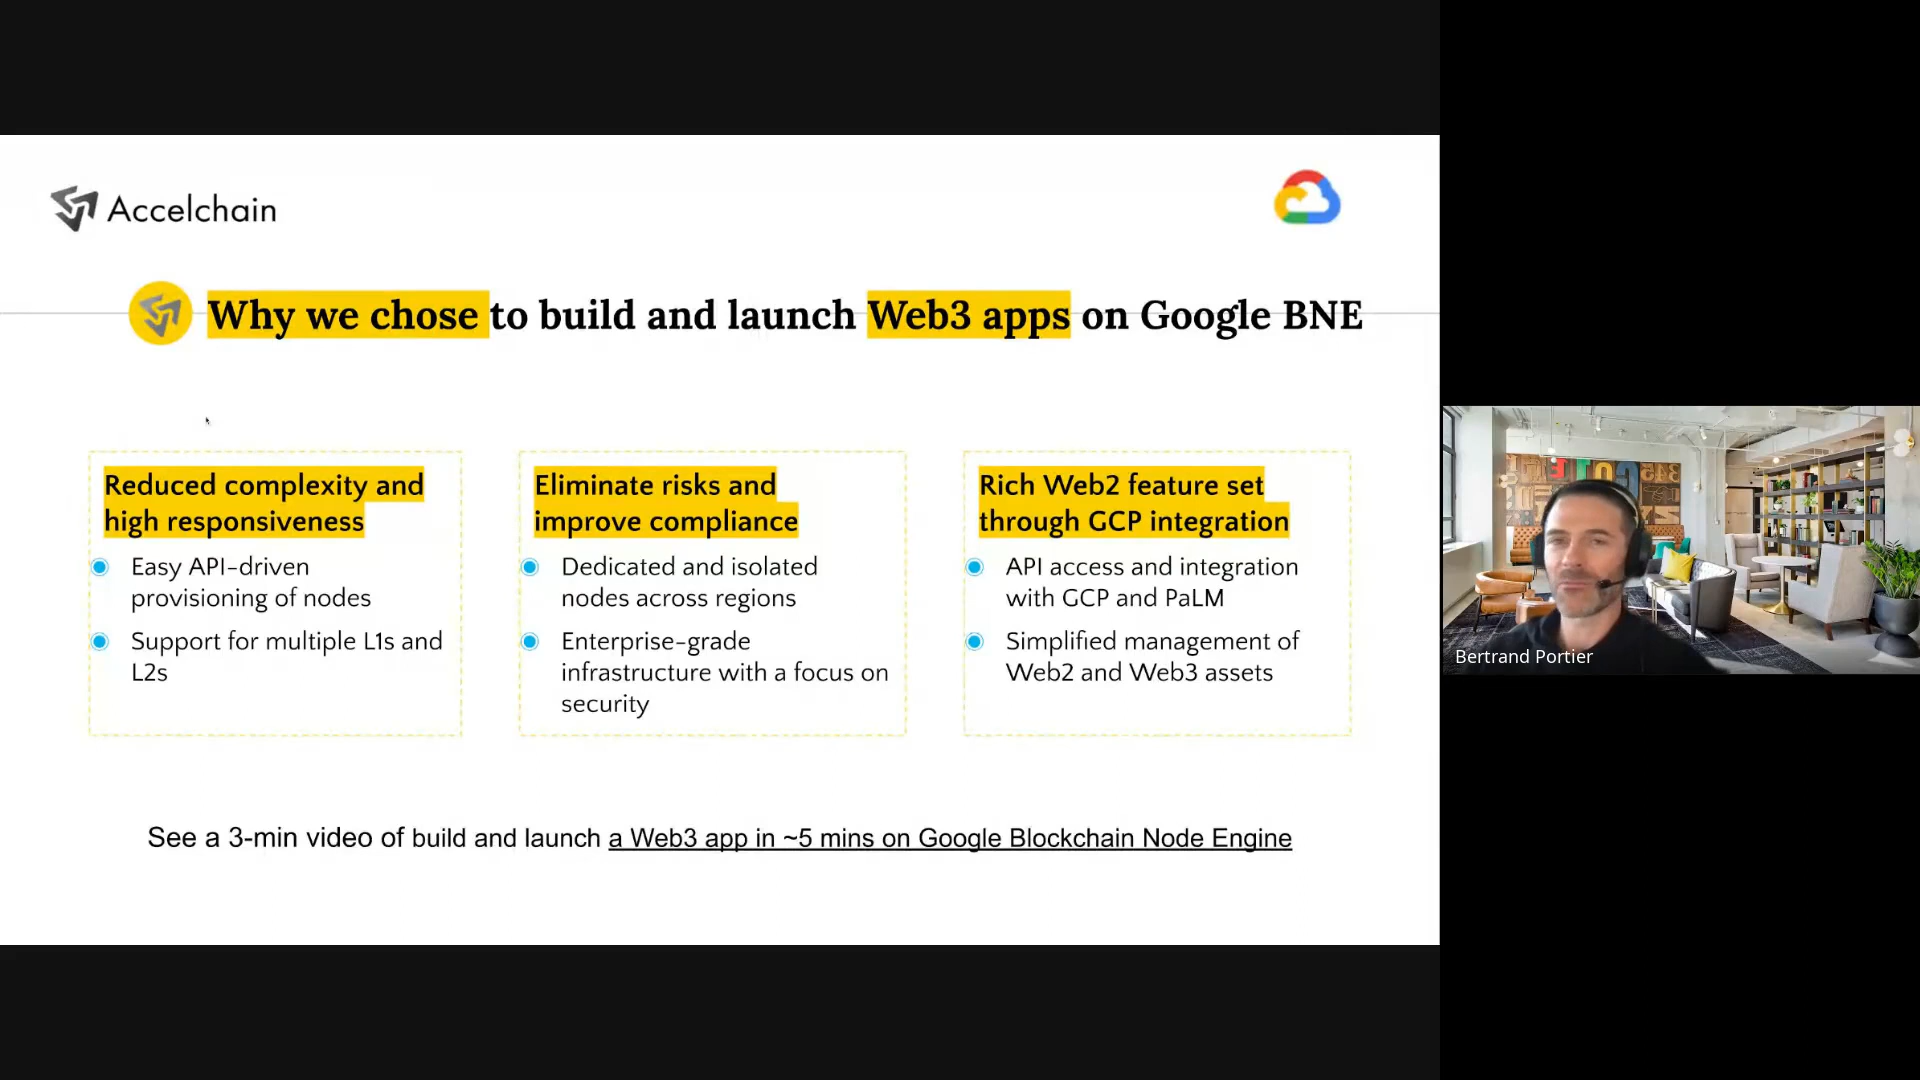 Accelchain
Why we chose to build and launch Web3 apps on Google BNE
Reduced complexity and
high responsiveness
Easy API-driven
provisioning of nodes
Support for multiple L1s and
L2s
Eliminate risks and
improve compliance
Dedicated and isolated
nodes across regions
Enterprise-grade
infrastructure with a focus on
security
Rich Web2 feature set
through GCP integration
API access and integration
with GCP and PaLM
Simplified management of
Web2 and Web3 assets
See a 3-min video of build and launch a Web3 app in ~5 mins on Google Blockchain Node Engine
Bertrand Portier